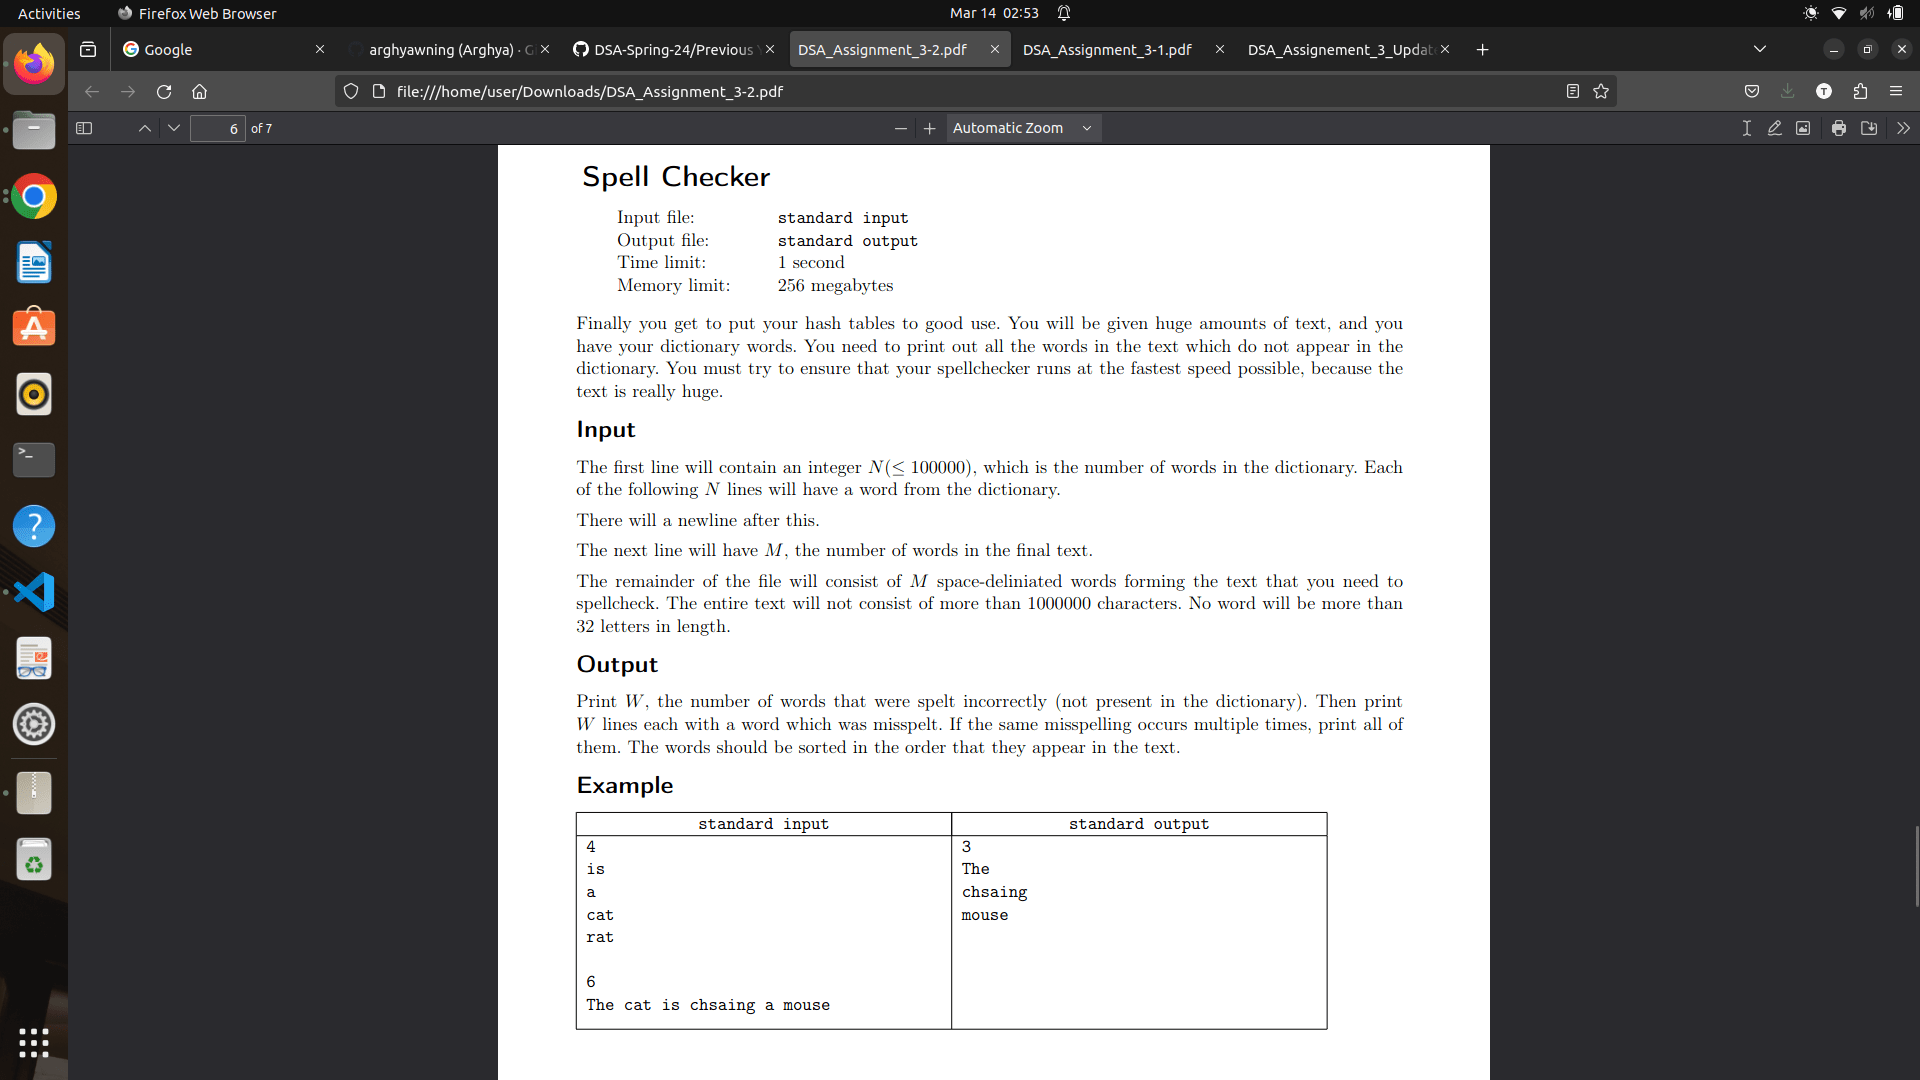 Activities
Firefox Web Browser
Mar 14 02:53
Google
arghyawning (Arghya) · G
DSA-Spring-24/Previous
DSA_Assignment_3-2.pdf
DSA_Assignment_3-1.pdf
DSA_Assignement_3_Updat
file:///home/user/Downloads/DSA_Assignment_3-2.pdf
T
6 of 7
Automatic Zoom
Spell Checker
Input file: standard input
Output file: standard output
Time limit: 1 second
Memory limit: 256 megabytes
Finally you get to put your hash tables to good use. You will be given huge amounts of text, and you
have your dictionary words. You need to print out all the words in the text which do not appear in the
dictionary. You must try to ensure that your spellchecker runs at the fastest speed possible, because the
text is really huge.
Input
The first line will contain an integer N(≤ 100000), which is the number of words in the dictionary. Each
of the following N lines will have a word from the dictionary.
There will a newline after this.
The next line will have M, the number of words in the final text.
The remainder of the file will consist of M space-deliniated words forming the text that you need to
spellcheck. The entire text will not consist of more than 1000000 characters. No word will be more than
32 letters in length.
Output
Print W, the number of words that were spelt incorrectly (not present in the dictionary). Then print
W lines each with a word which was misspelt. If the same misspelling occurs multiple times, print all of
them. The words should be sorted in the order that they appear in the text.
Example
standard input
standard output
4
is
a
cat
rat
6
The cat is chsaing a mouse
3
The
chsaing
mouse